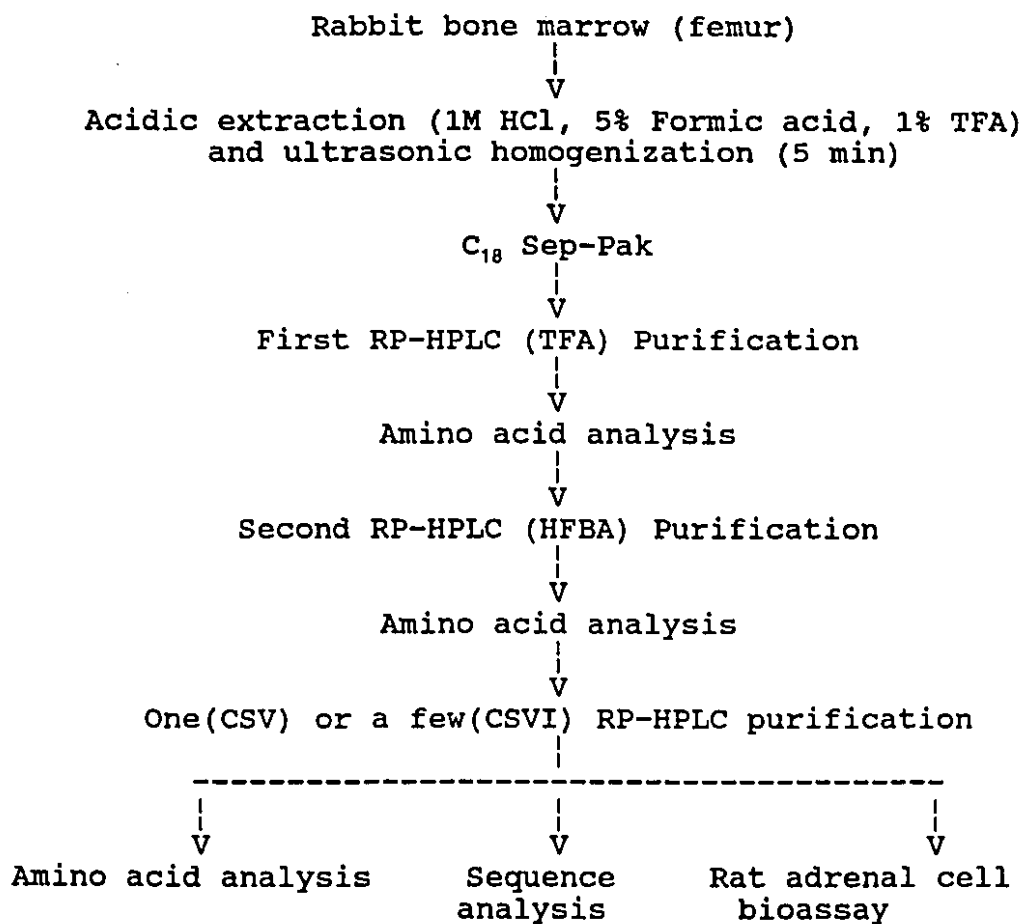 Rabbit bone marrow (femur)
Acidic extraction (1M HCl, 5% Formic acid, 1% TFA)
and ultrasonic homogenization (5 min)
C₁₈ Sep-Pak
First RP-HPLC (TFA) Purification
Amino acid analysis
Second RP-HPLC (HFBA) Purification
Amino acid analysis
One(CSV) or a few(CSVI) RP-HPLC purification
Amino acid analysis
Sequence
analysis
Rat adrenal cell
bioassay